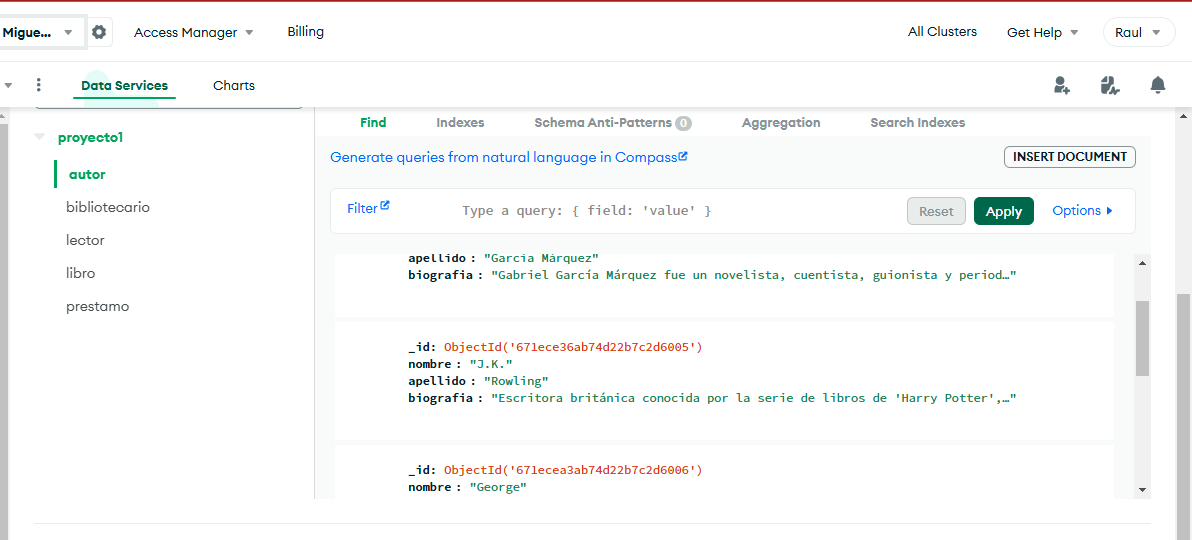 Migue...
Access Manager
Billing
All Clusters
Get Help
Raul
Data Services
Charts
proyecto1
autor
bibliotecario
lector
libro
prestamo
Find
Indexes
Schema Anti-Patterns 0
Aggregation
Search Indexes
Generate queries from natural language in Compass
INSERT DOCUMENT
Filter
Type a query: { field: 'value' }
Reset
Apply
Options
apellido : "García Márquez"
biografia : "Gabriel García Márquez fue un novelista, cuentista, guionista y period…"
_id: ObjectId('671ece36ab74d22b7c2d6005')
nombre : "J.K."
apellido : "Rowling"
biografia : "Escritora británica conocida por la serie de libros de 'Harry Potter',…"
_id: ObjectId('671ecea3ab74d22b7c2d6006')
nombre : "George"